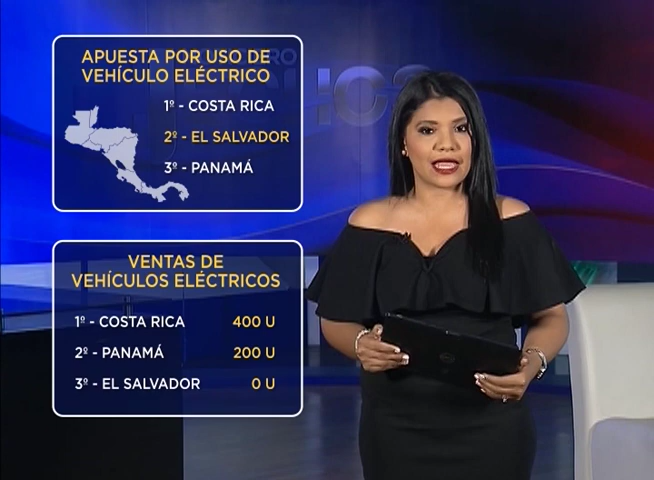 APUESTA POR USO DE
VEHÍCULO ELÉCTRICO
1º - COSTA RICA
2º - EL SALVADOR
3º - PANAMÁ
VENTAS DE
VEHÍCULOS ELÉCTRICOS
1º - COSTA RICA 400 U
2º - PANAMÁ 200 U
3º - EL SALVADOR 0 U